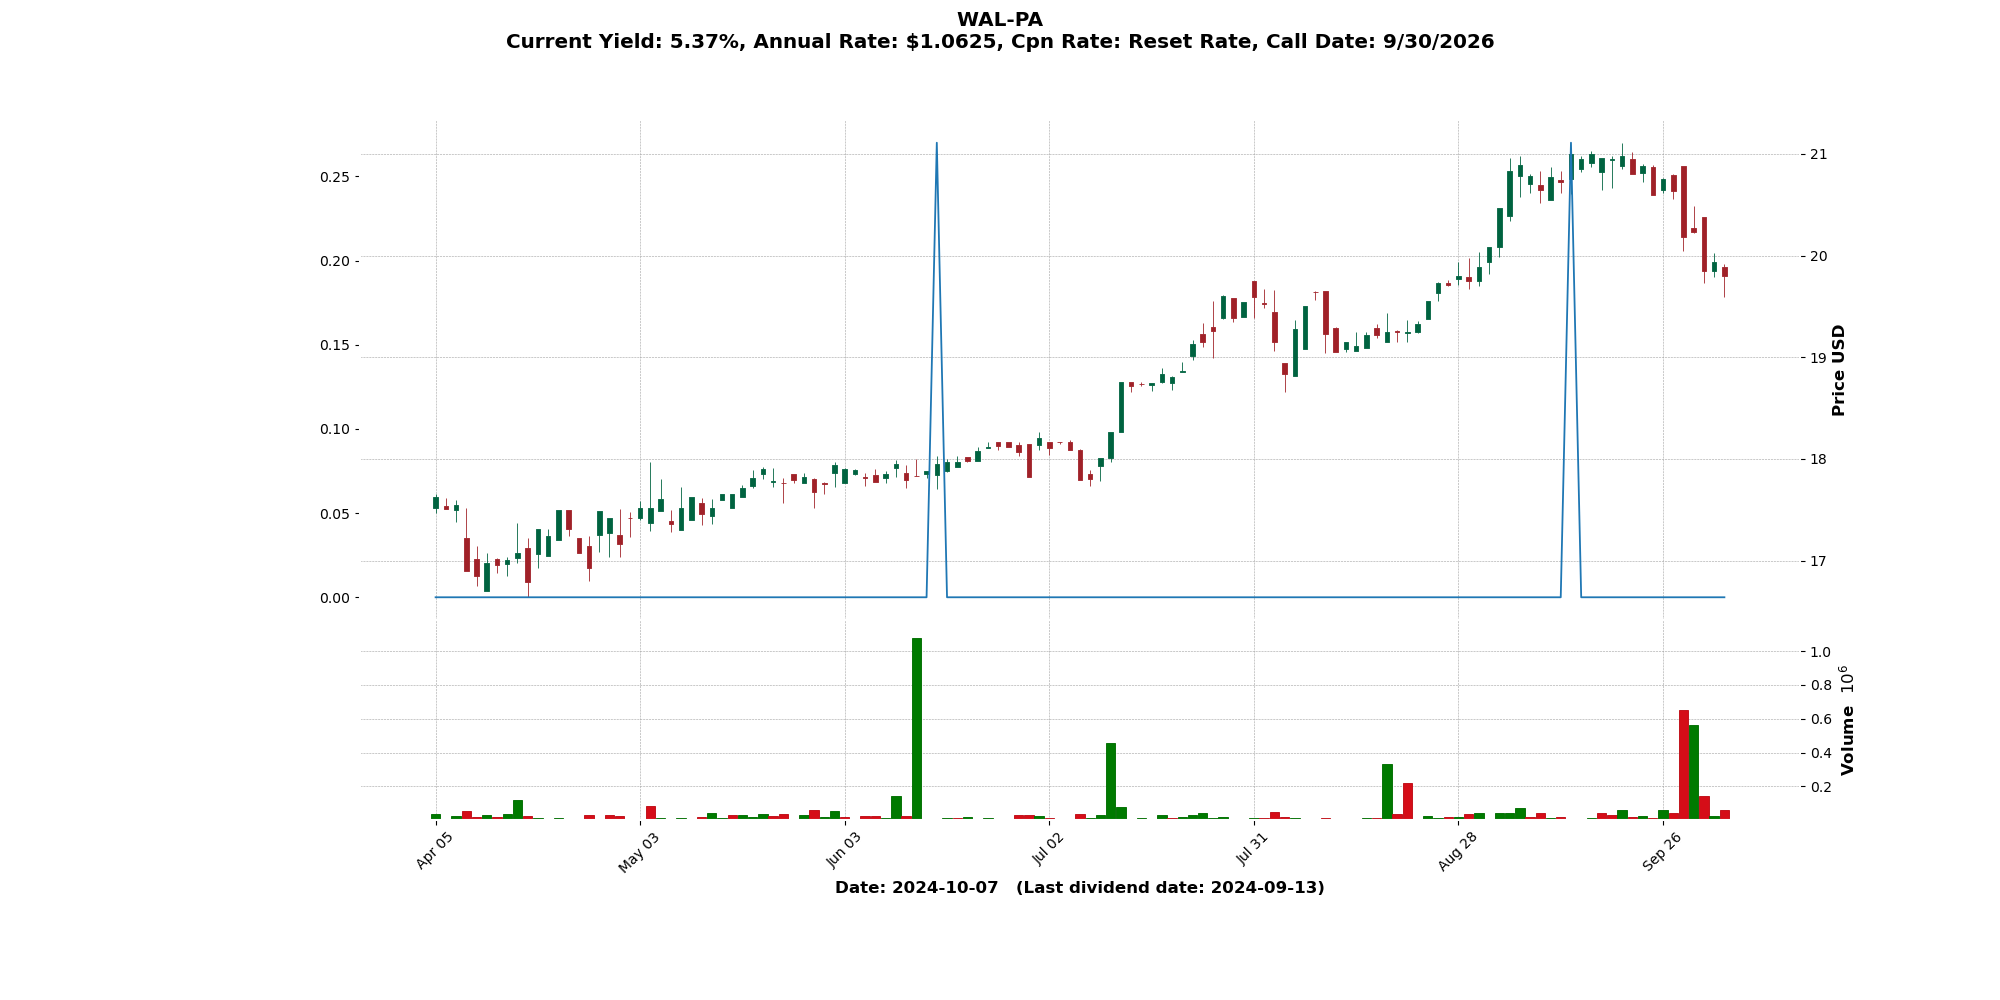 WAL-PA
Current Yield: 5.37%, Annual Rate: $1.0625, Cpn Rate: Reset Rate, Call Date: 9/30/2026
0.25
0.20
0.15
0.10
0.05
0.00
21
20
19
18
17
Price USD
1.0
0.8
0.6
0.4
0.2
Volume 10⁶
Apr 05
May 03
Jun 03
Jul 02
Jul 31
Aug 28
Sep 26
Date: 2024-10-07 (Last dividend date: 2024-09-13)